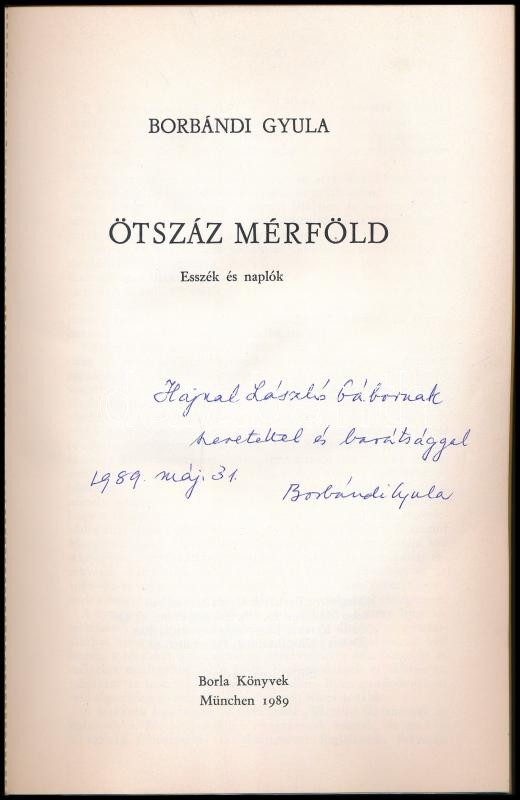 BORBÁNDI GYULA
ÖTSZÁZ MÉRFÖLD
Esszék és naplók
Hajnal László Gábornak
szeretettel és barátsággal
1989. máj. 31.
Borbándi Gyula
Borla Könyvek
München 1989